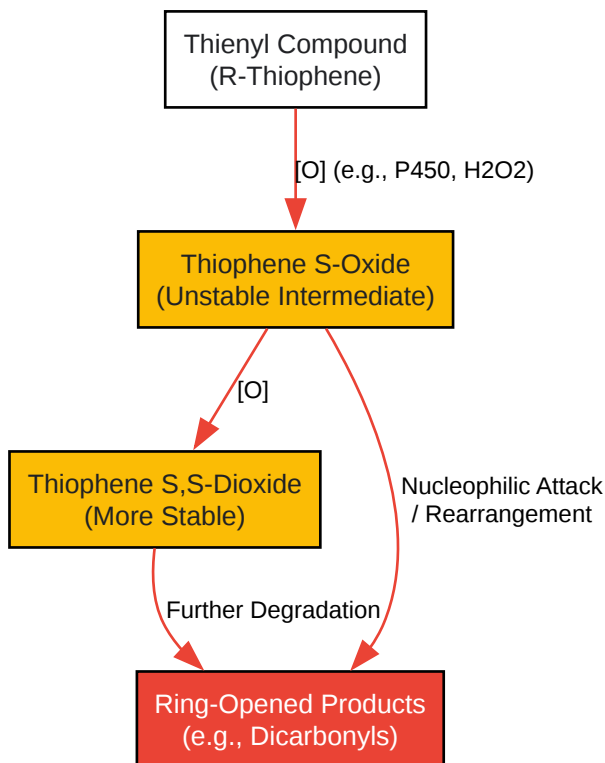 Thienyl Compound
(R-Thiophene)
[O] (e.g., P450, H2O2)
Thiophene S-Oxide
(Unstable Intermediate)
[O]
Thiophene S,S-Dioxide
(More Stable)
Nucleophilic Attack
/ Rearrangement
Further Degradation
Ring-Opened Products
(e.g., Dicarbonyls)